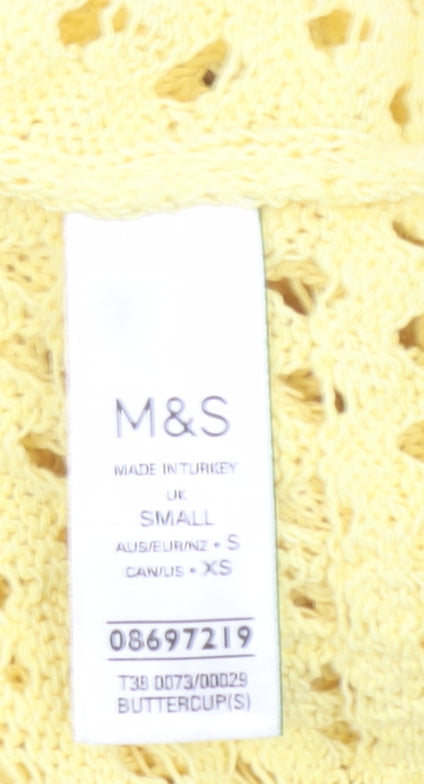 M&S
MADE IN TURKEY
UK
SMALL
AUS/EUR/NZ • S
CAN/US • XS
08697219
T38 0073/00029
BUTTERCUP(S)